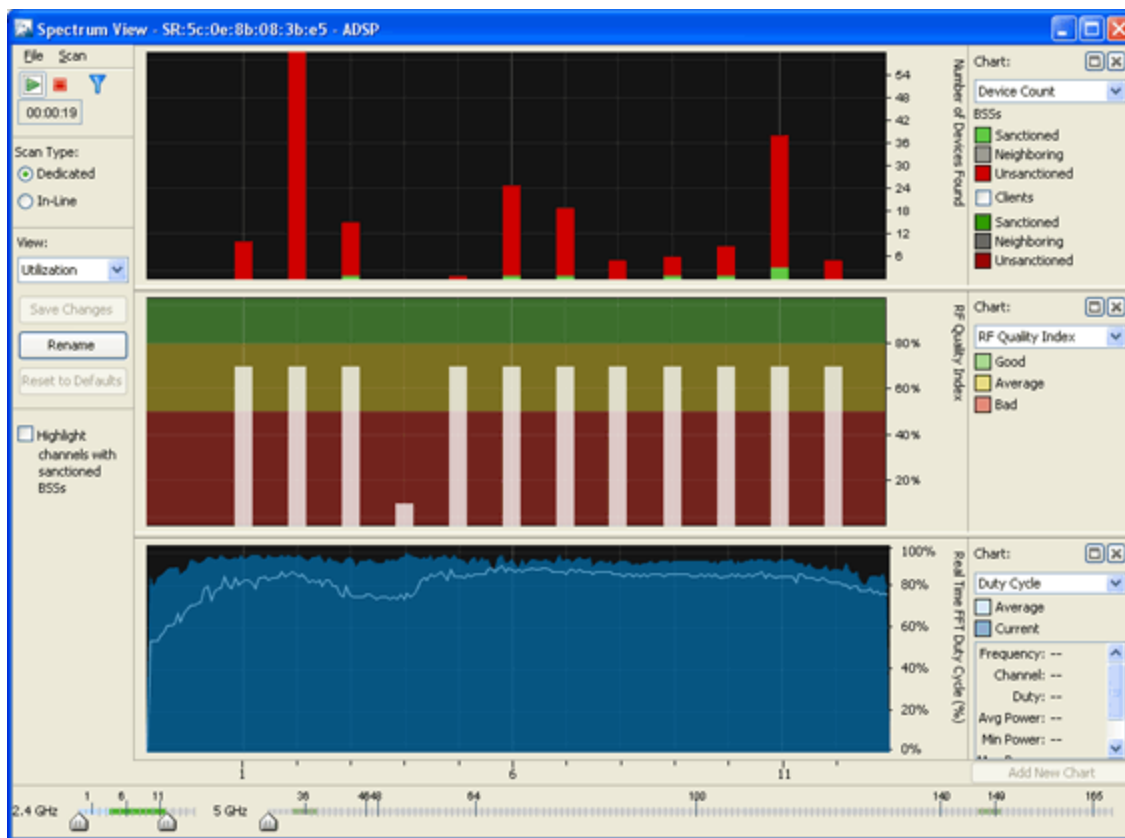 Spectrum View - SR:5c:0e:8b:08:3b:e5 - ADSP
File Scan
00:00:19
Scan Type:
Dedicated
In-Line
View:
Utilization
Save Changes
Rename
Reset to Defaults
Highlight
channels with
sanctioned
BSSs
54
48
42
36
30
24
18
12
6
Number of Devices Found
Chart:
Device Count
BSSs
Sanctioned
Neighboring
Unsanctioned
Clients
Sanctioned
Neighboring
Unsanctioned
80%
60%
40%
20%
RF Quality Index
Chart:
RF Quality Index
Good
Average
Bad
100%
80%
60%
40%
20%
0%
Real Time FFT Duty Cycle (%)
1 6 11
Chart:
Duty Cycle
Average
Current
Frequency: --
Channel: --
Duty: --
Avg Power: --
Min Power: --
Add New Chart
2.4 GHz 1 6 11 5 GHz 36 4648 64 100 140 149 165